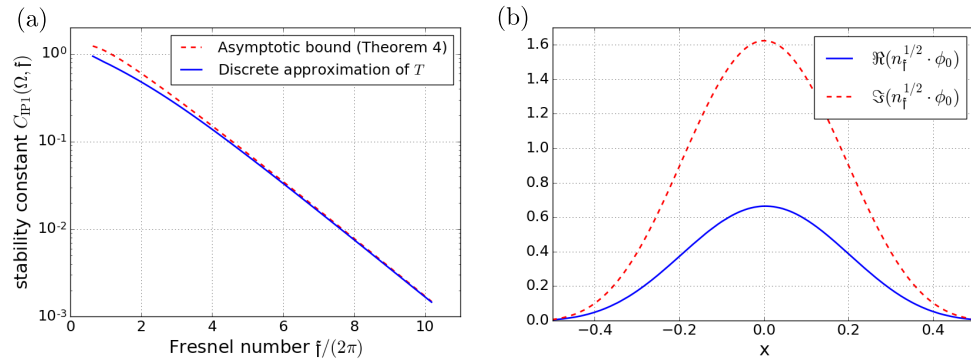 (a)
Asymptotic bound (Theorem 4)
Discrete approximation of T
stability constant C_IP1(Ω, 𝔣)
10^0
10^-1
10^-2
10^-3
0 2 4 6 8 10
Fresnel number 𝔣/(2π)
(b)
ℜ(n_𝔣^1/2 · ϕ_0)
ℑ(n_𝔣^1/2 · ϕ_0)
1.6
1.4
1.2
1.0
0.8
0.6
0.4
0.2
0.0
−0.4 −0.2 0.0 0.2 0.4
x